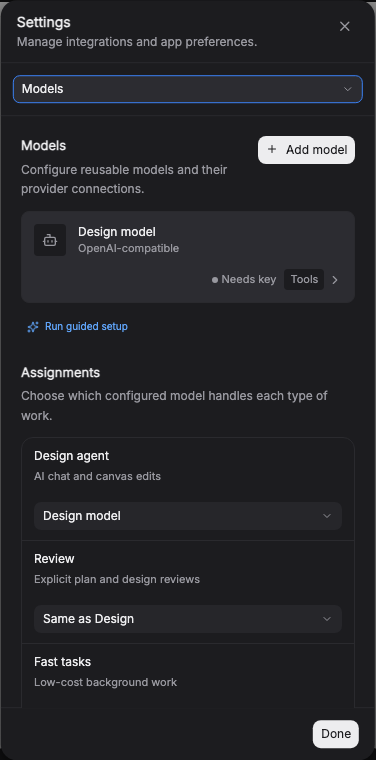 Settings
Manage integrations and app preferences.
Models
Models
Add model
Configure reusable models and their
provider connections.
Design model
OpenAI-compatible
Needs key
Tools
Run guided setup
Assignments
Choose which configured model handles each type of
work.
Design agent
AI chat and canvas edits
Design model
Review
Explicit plan and design reviews
Same as Design
Fast tasks
Low-cost background work
Done